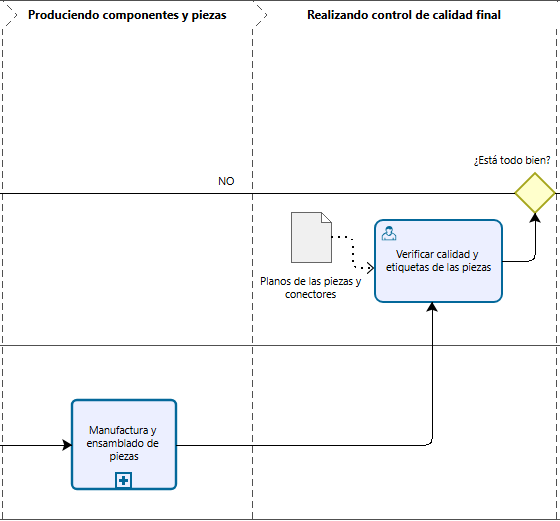 Produciendo componentes y piezas
Realizando control de calidad final
¿Está todo bien?
NO
Verificar calidad y
etiquetas de las piezas
Planos de las piezas y
conectores
Manufactura y
ensamblado de
piezas